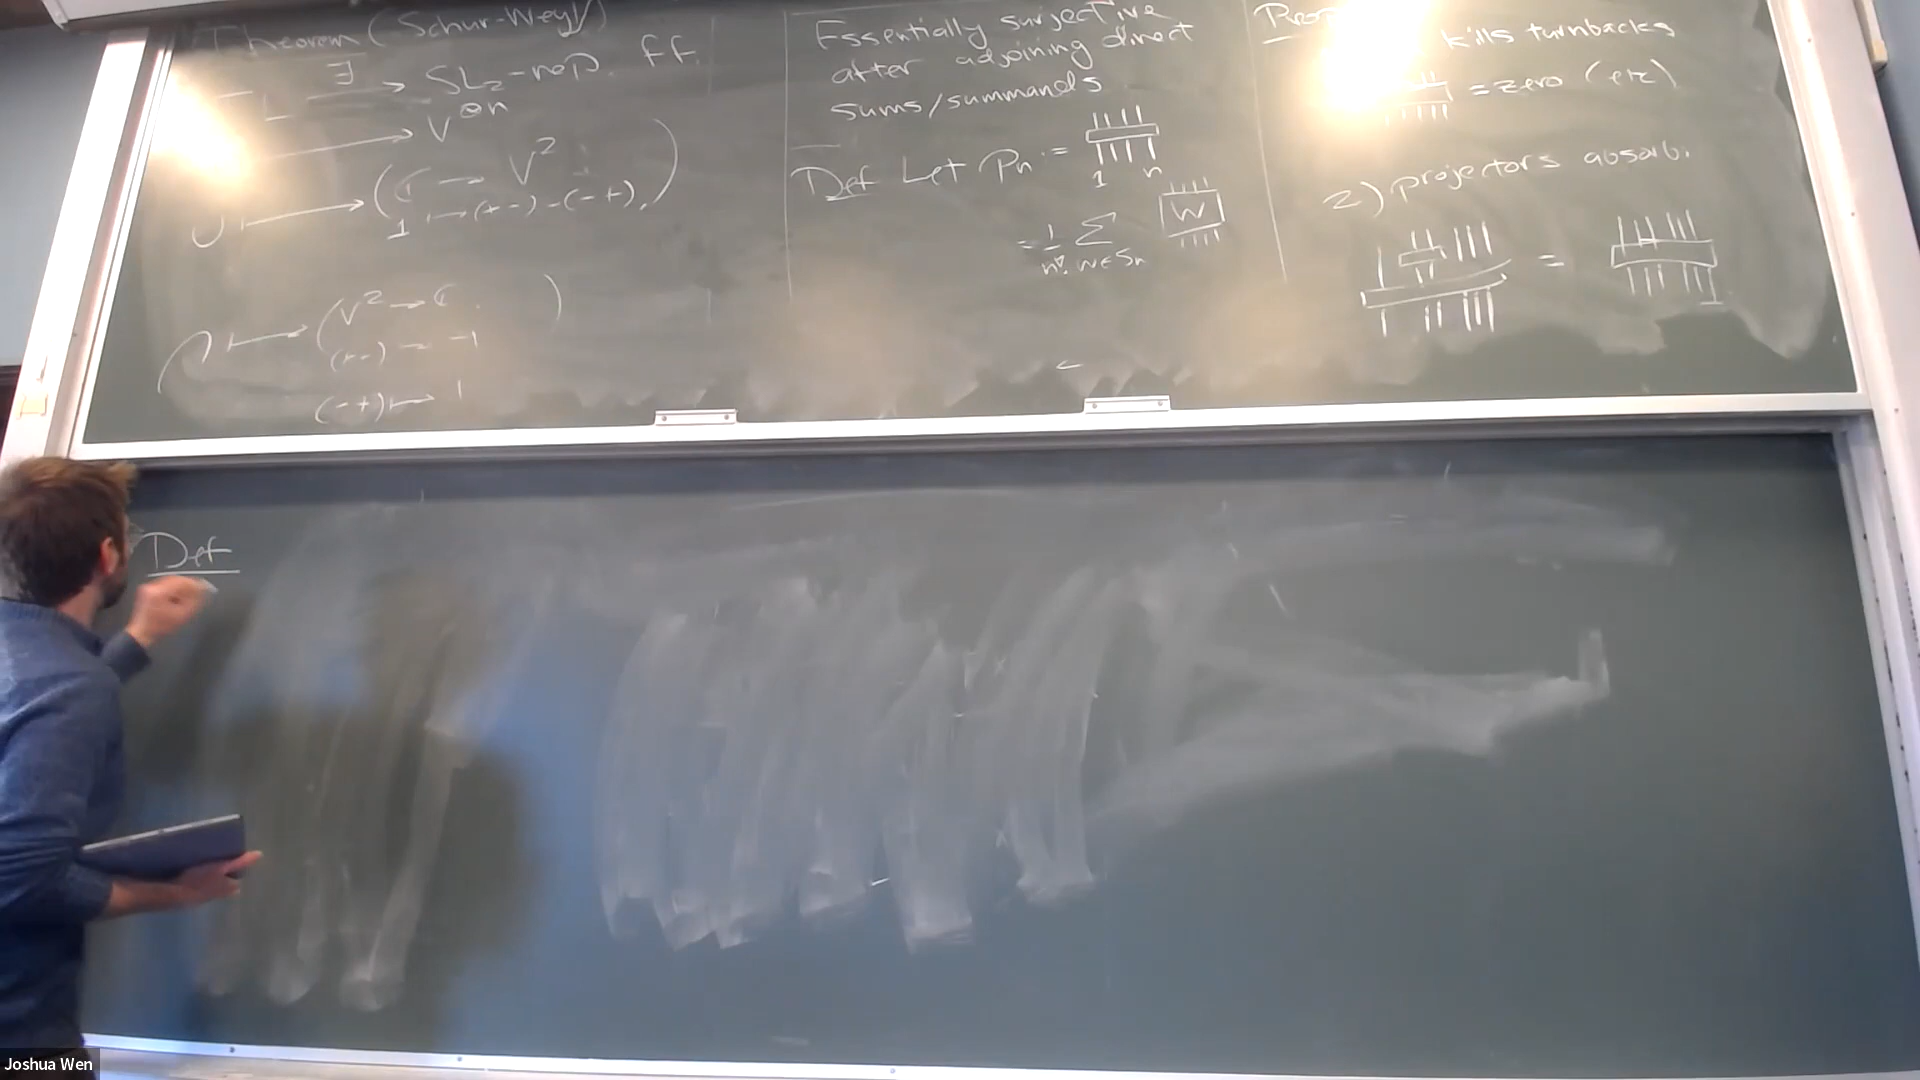 Theorem (Schur-Weyl)
∃ → SL₂-rep. ff.
→ V^{⊗n}
∪ ↦ (ℂ → V²
1 ↦ (+-)-(-+).)
∩ ↦ (V² → ℂ.
(+-) → -1
(-+) ↦ 1)
Essentially surjective
after adjoining direct
sums/summands
Def Let Pn :=
1 n
= 1/n! Σ W
W∈Sn
kills turnbacks
= zero (etc)
2) projectors absorb.
=
Def
Joshua Wen